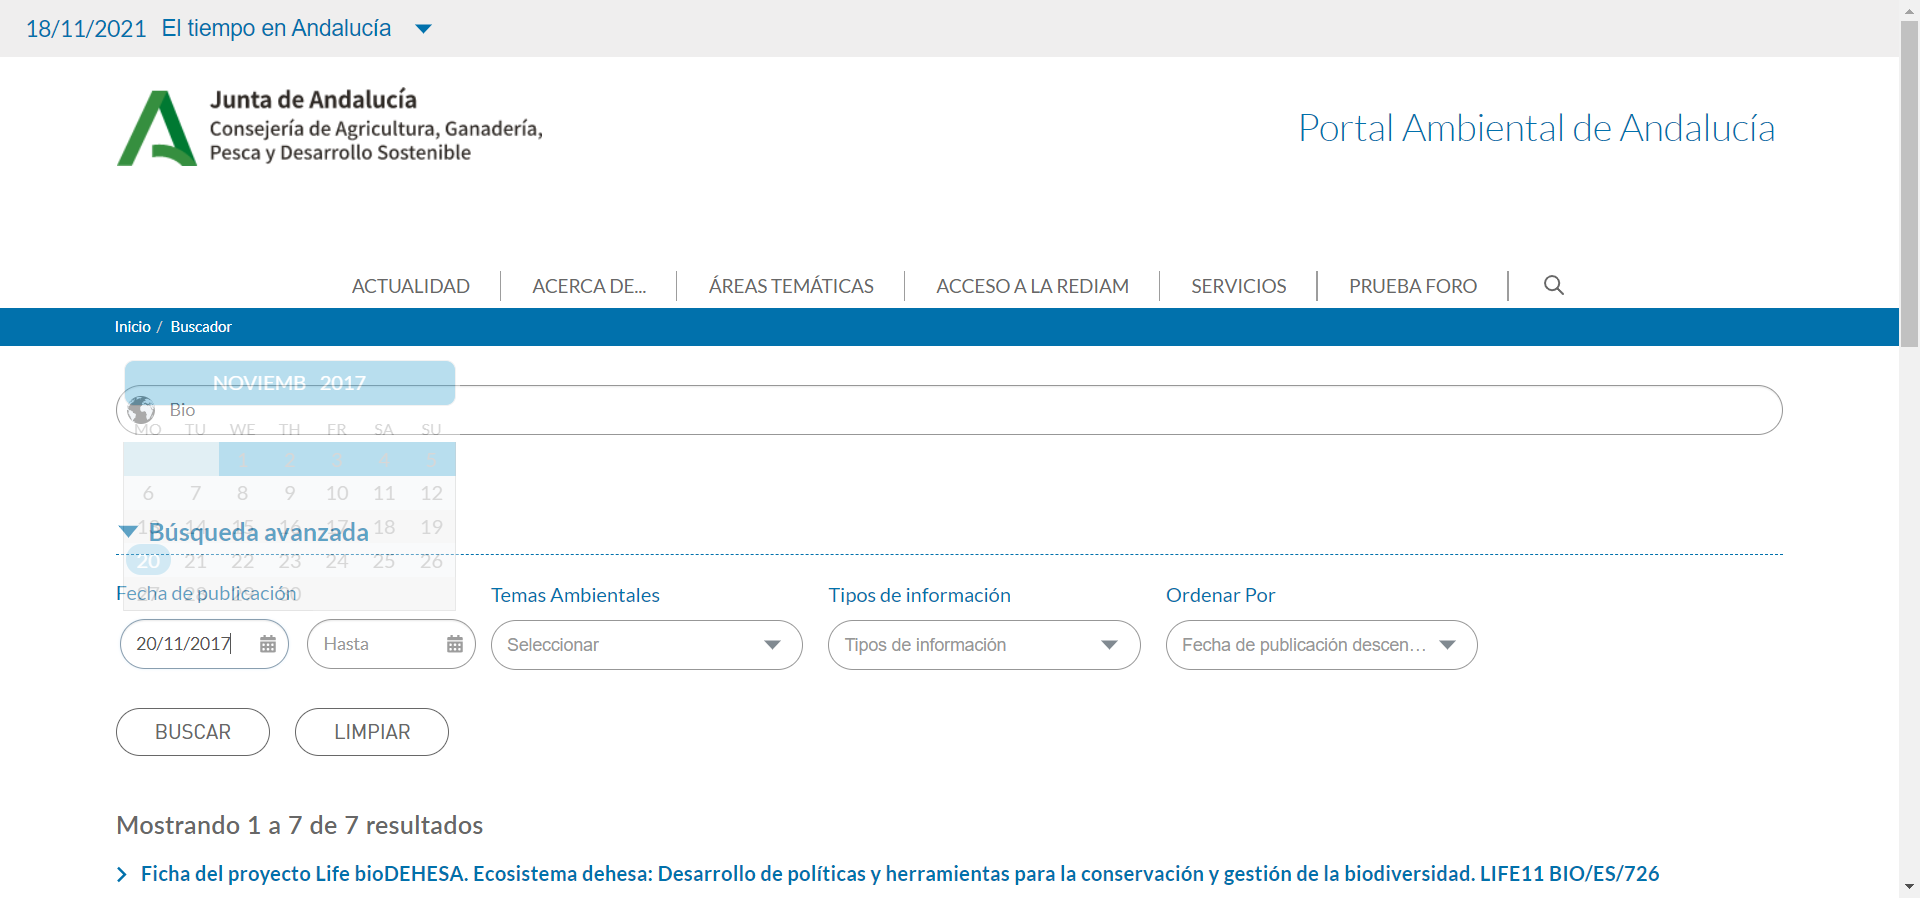 18/11/2021 El tiempo en Andalucía
Junta de Andalucía
Consejería de Agricultura, Ganadería,
Pesca y Desarrollo Sostenible
Portal Ambiental de Andalucía
ACTUALIDAD ACERCA DE... ÁREAS TEMÁTICAS ACCESO A LA REDIAM SERVICIOS PRUEBA FORO
Inicio / Buscador
NOVIEMB 2017
Bio
MO TU WE TH FR SA SU
1 2 3 4 5
6 7 8 9 10 11 12
13 14 15 16 17 18 19
Búsqueda avanzada
20 21 22 23 24 25 26
27 28 29 30
Fecha de publicación Temas Ambientales Tipos de información Ordenar Por
20/11/2017 Hasta Seleccionar Tipos de información Fecha de publicación descen...
BUSCAR LIMPIAR
Mostrando 1 a 7 de 7 resultados
Ficha del proyecto Life bioDEHESA. Ecosistema dehesa: Desarrollo de políticas y herramientas para la conservación y gestión de la biodiversidad. LIFE11 BIO/ES/726